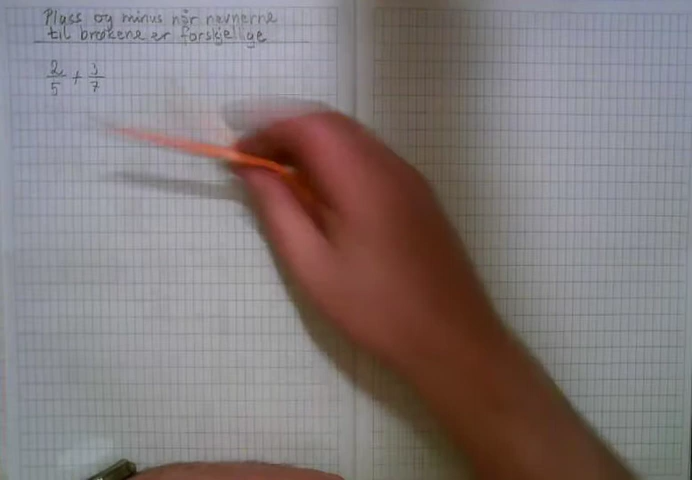 Pluss og minus når nevnerne
til brøkene er forskjellige
2/5 + 3/7